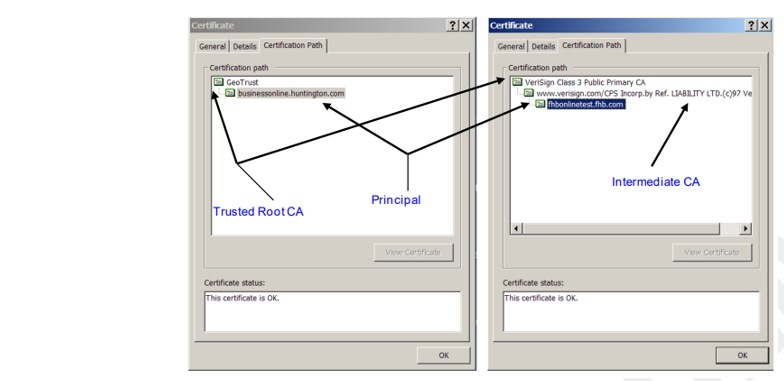 Certificate
General Details Certification Path
Certification path
GeoTrust
businessonline.huntington.com
Trusted Root CA
Principal
View Certificate
Certificate status:
This certificate is OK.
OK
Certificate
General Details Certification Path
Certification path
VeriSign Class 3 Public Primary CA
www.verisign.com/CPS Incorp.by Ref. LIABILITY LTD.(c)97 Ve
fhbonlinetest.fhb.com
Intermediate CA
View Certificate
Certificate status:
This certificate is OK.
OK